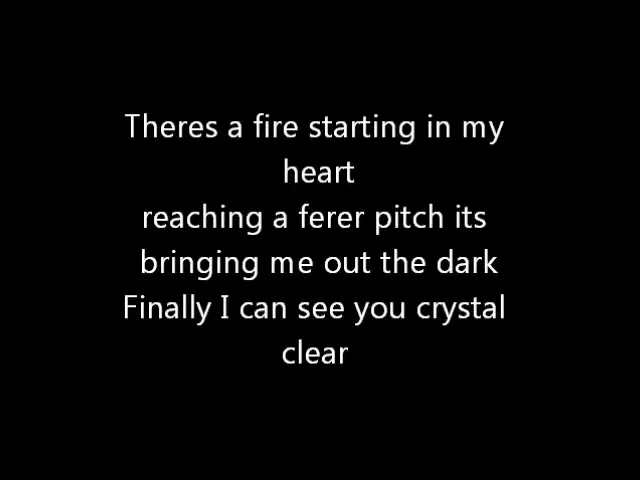 Theres a fire starting in my
heart
reaching a ferer pitch its
bringing me out the dark
Finally I can see you crystal
clear